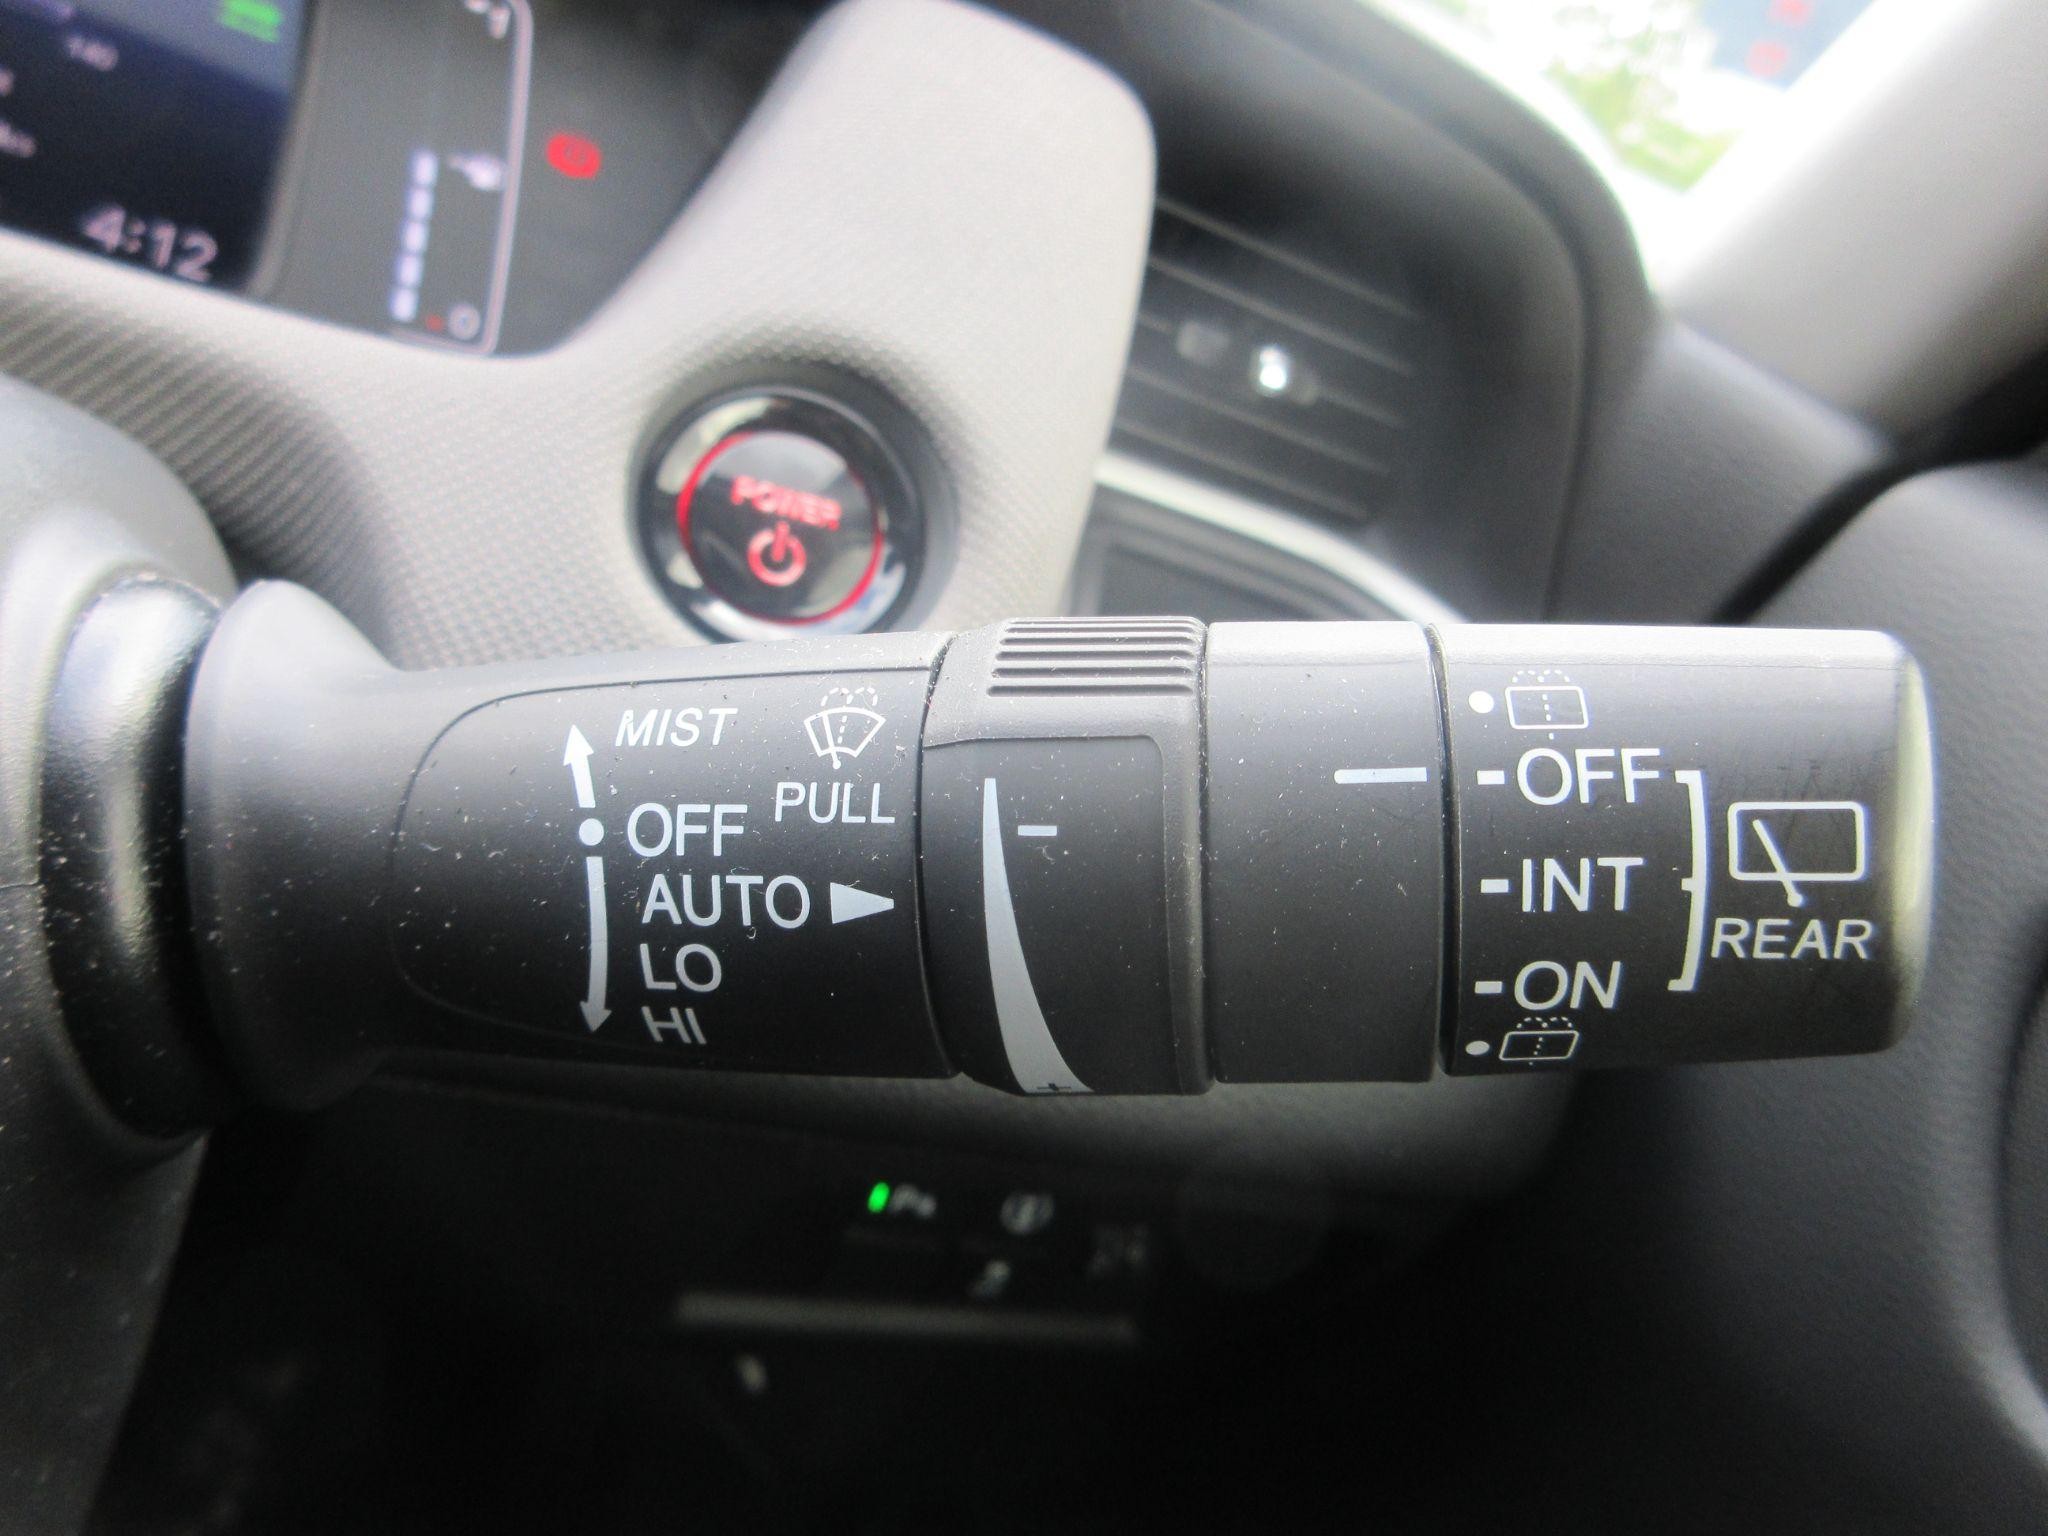 4:12
POWER
MIST
PULL
OFF
AUTO
LO
HI
-
+
OFF
INT
ON
REAR